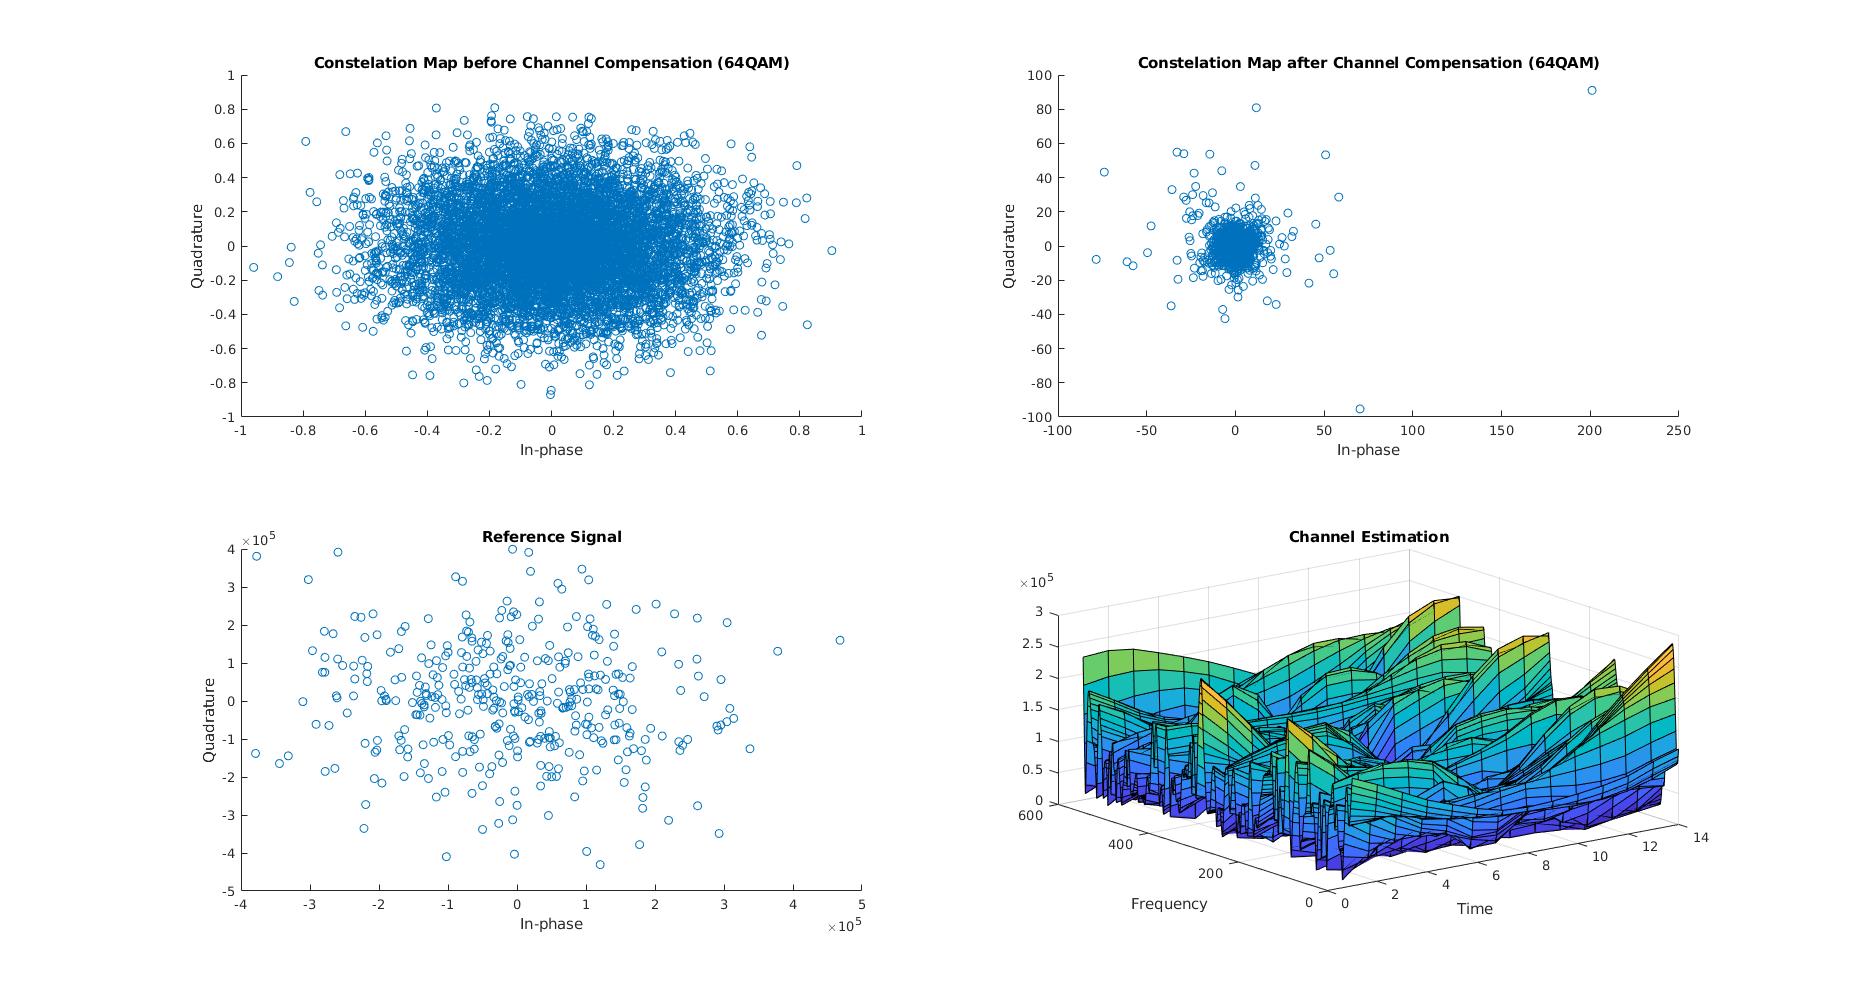 Constelation Map before Channel Compensation (64QAM)
1
0.8
0.6
0.4
0.2
0
-0.2
-0.4
-0.6
-0.8
-1
Quadrature
-1 -0.8 -0.6 -0.4 -0.2 0 0.2 0.4 0.6 0.8 1
In-phase
Constelation Map after Channel Compensation (64QAM)
100
80
60
40
20
0
-20
-40
-60
-80
-100
Quadrature
-100 -50 0 50 100 150 200 250
In-phase
Reference Signal
×10⁵
4
3
2
1
0
-1
-2
-3
-4
-5
Quadrature
-4 -3 -2 -1 0 1 2 3 4 5
In-phase
×10⁵
Channel Estimation
×10⁵
3
2.5
2
1.5
1
0.5
0
600
400
200
0
Frequency
0 2 4 6 8 10 12 14
Time